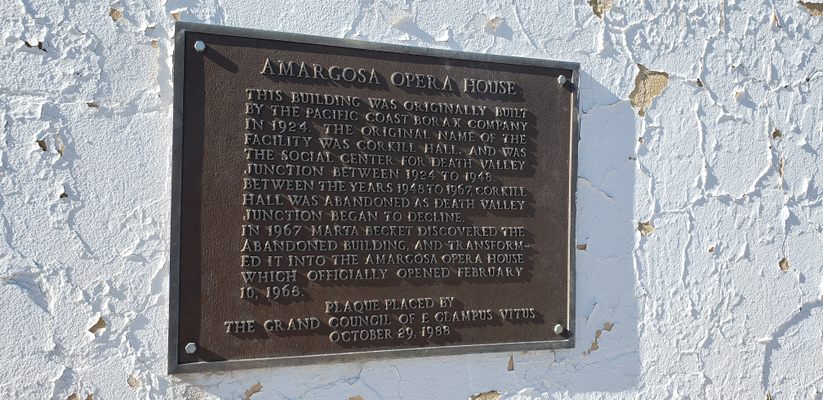 AMARGOSA OPERA HOUSE
THIS BUILDING WAS ORIGINALLY BUILT
BY THE PACIFIC COAST BORAX COMPANY
IN 1924. THE ORIGINAL NAME OF THE
FACILITY WAS CORKILL HALL, AND WAS
THE SOCIAL CENTER FOR DEATH VALLEY
JUNCTION BETWEEN 1924 TO 1948.
BETWEEN THE YEARS 1948 TO 1967, CORKILL
HALL WAS ABANDONED AS DEATH VALLEY
JUNCTION BEGAN TO DECLINE.
IN 1967 MARTA BECKET DISCOVERED THE
ABANDONED BUILDING, AND TRANSFORM-
ED IT INTO THE AMARGOSA OPERA HOUSE
WHICH OFFICIALLY OPENED FEBRUARY
10, 1968.
PLAQUE PLACED BY
THE GRAND COUNCIL OF E CLAMPUS VITUS
OCTOBER 29, 1988